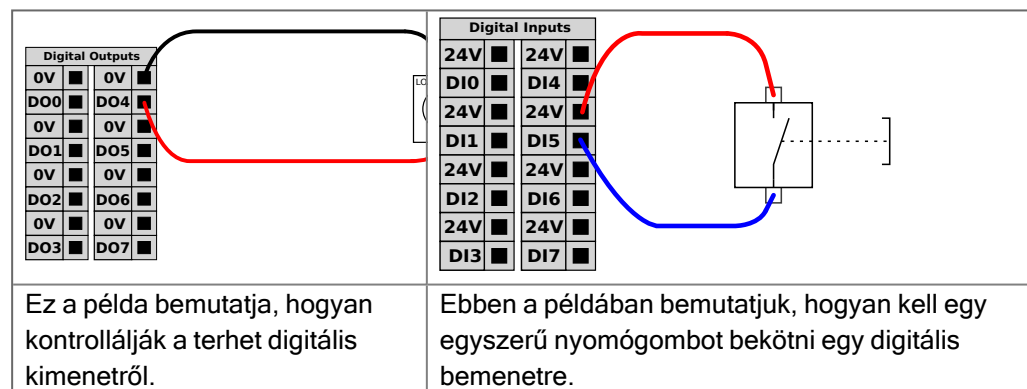 Digital Outputs
0V 0V
DO0 DO4
0V 0V
DO1 DO5
0V 0V
DO2 DO6
0V 0V
DO3 DO7
Digital Inputs
24V 24V
DI0 DI4
24V 24V
DI1 DI5
24V 24V
DI2 DI6
24V 24V
DI3 DI7
Ez a példa bemutatja, hogyan
kontrollálják a terhet digitális
kimenetről.
Ebben a példában bemutatjuk, hogyan kell egy
egyszerű nyomógombot bekötni egy digitális
bemenetre.